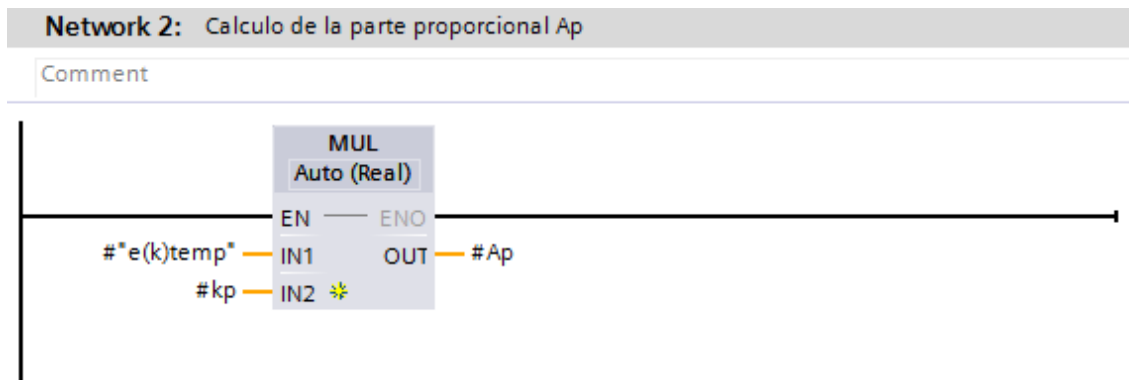 Network 2: Calculo de la parte proporcional Ap
Comment
MUL
Auto (Real)
EN ENO
#"e(k)temp" IN1 OUT #Ap
#kp IN2